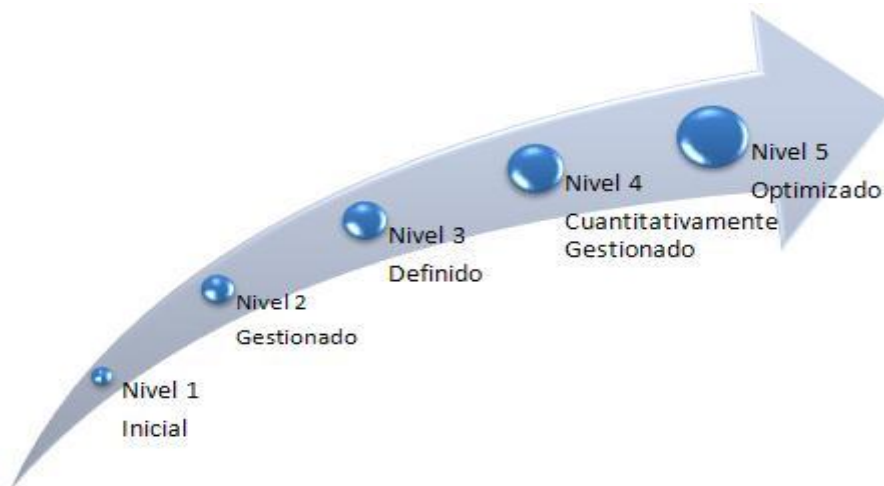 Nivel 1
Inicial
Nivel 2
Gestionado
Nivel 3
Definido
Nivel 4
Cuantitativamente
Gestionado
Nivel 5
Optimizado